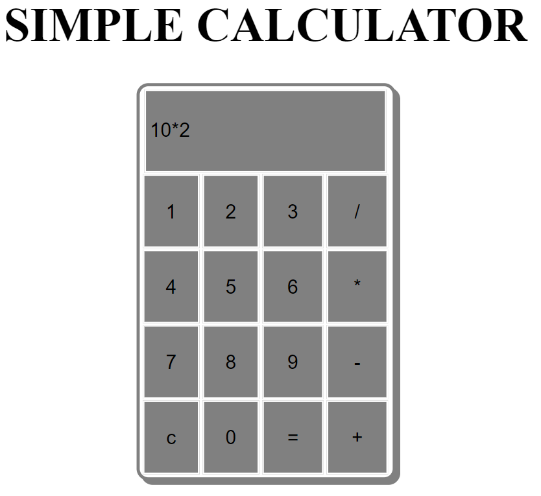 SIMPLE CALCULATOR
10*2
1 2 3 /
4 5 6 *
7 8 9 -
c 0 = +